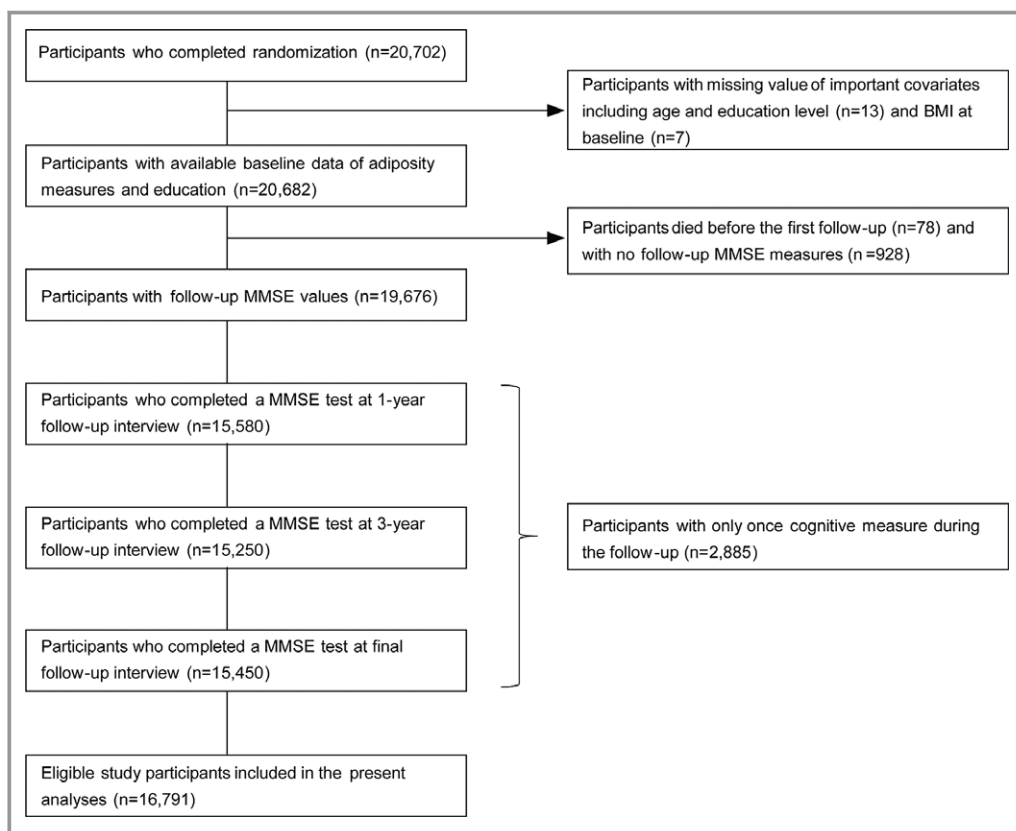 Participants who completed randomization (n=20,702)
Participants with missing value of important covariates
including age and education level (n=13) and BMI at
baseline (n=7)
Participants with available baseline data of adiposity
measures and education (n=20,682)
Participants died before the first follow-up (n=78) and
with no follow-up MMSE measures (n =928)
Participants with follow-up MMSE values (n=19,676)
Participants who completed a MMSE test at 1-year
follow-up interview (n=15,580)
Participants who completed a MMSE test at 3-year
follow-up interview (n=15,250)
Participants with only once cognitive measure during
the follow-up (n=2,885)
Participants who completed a MMSE test at final
follow-up interview (n=15,450)
Eligible study participants included in the present
analyses (n=16,791)